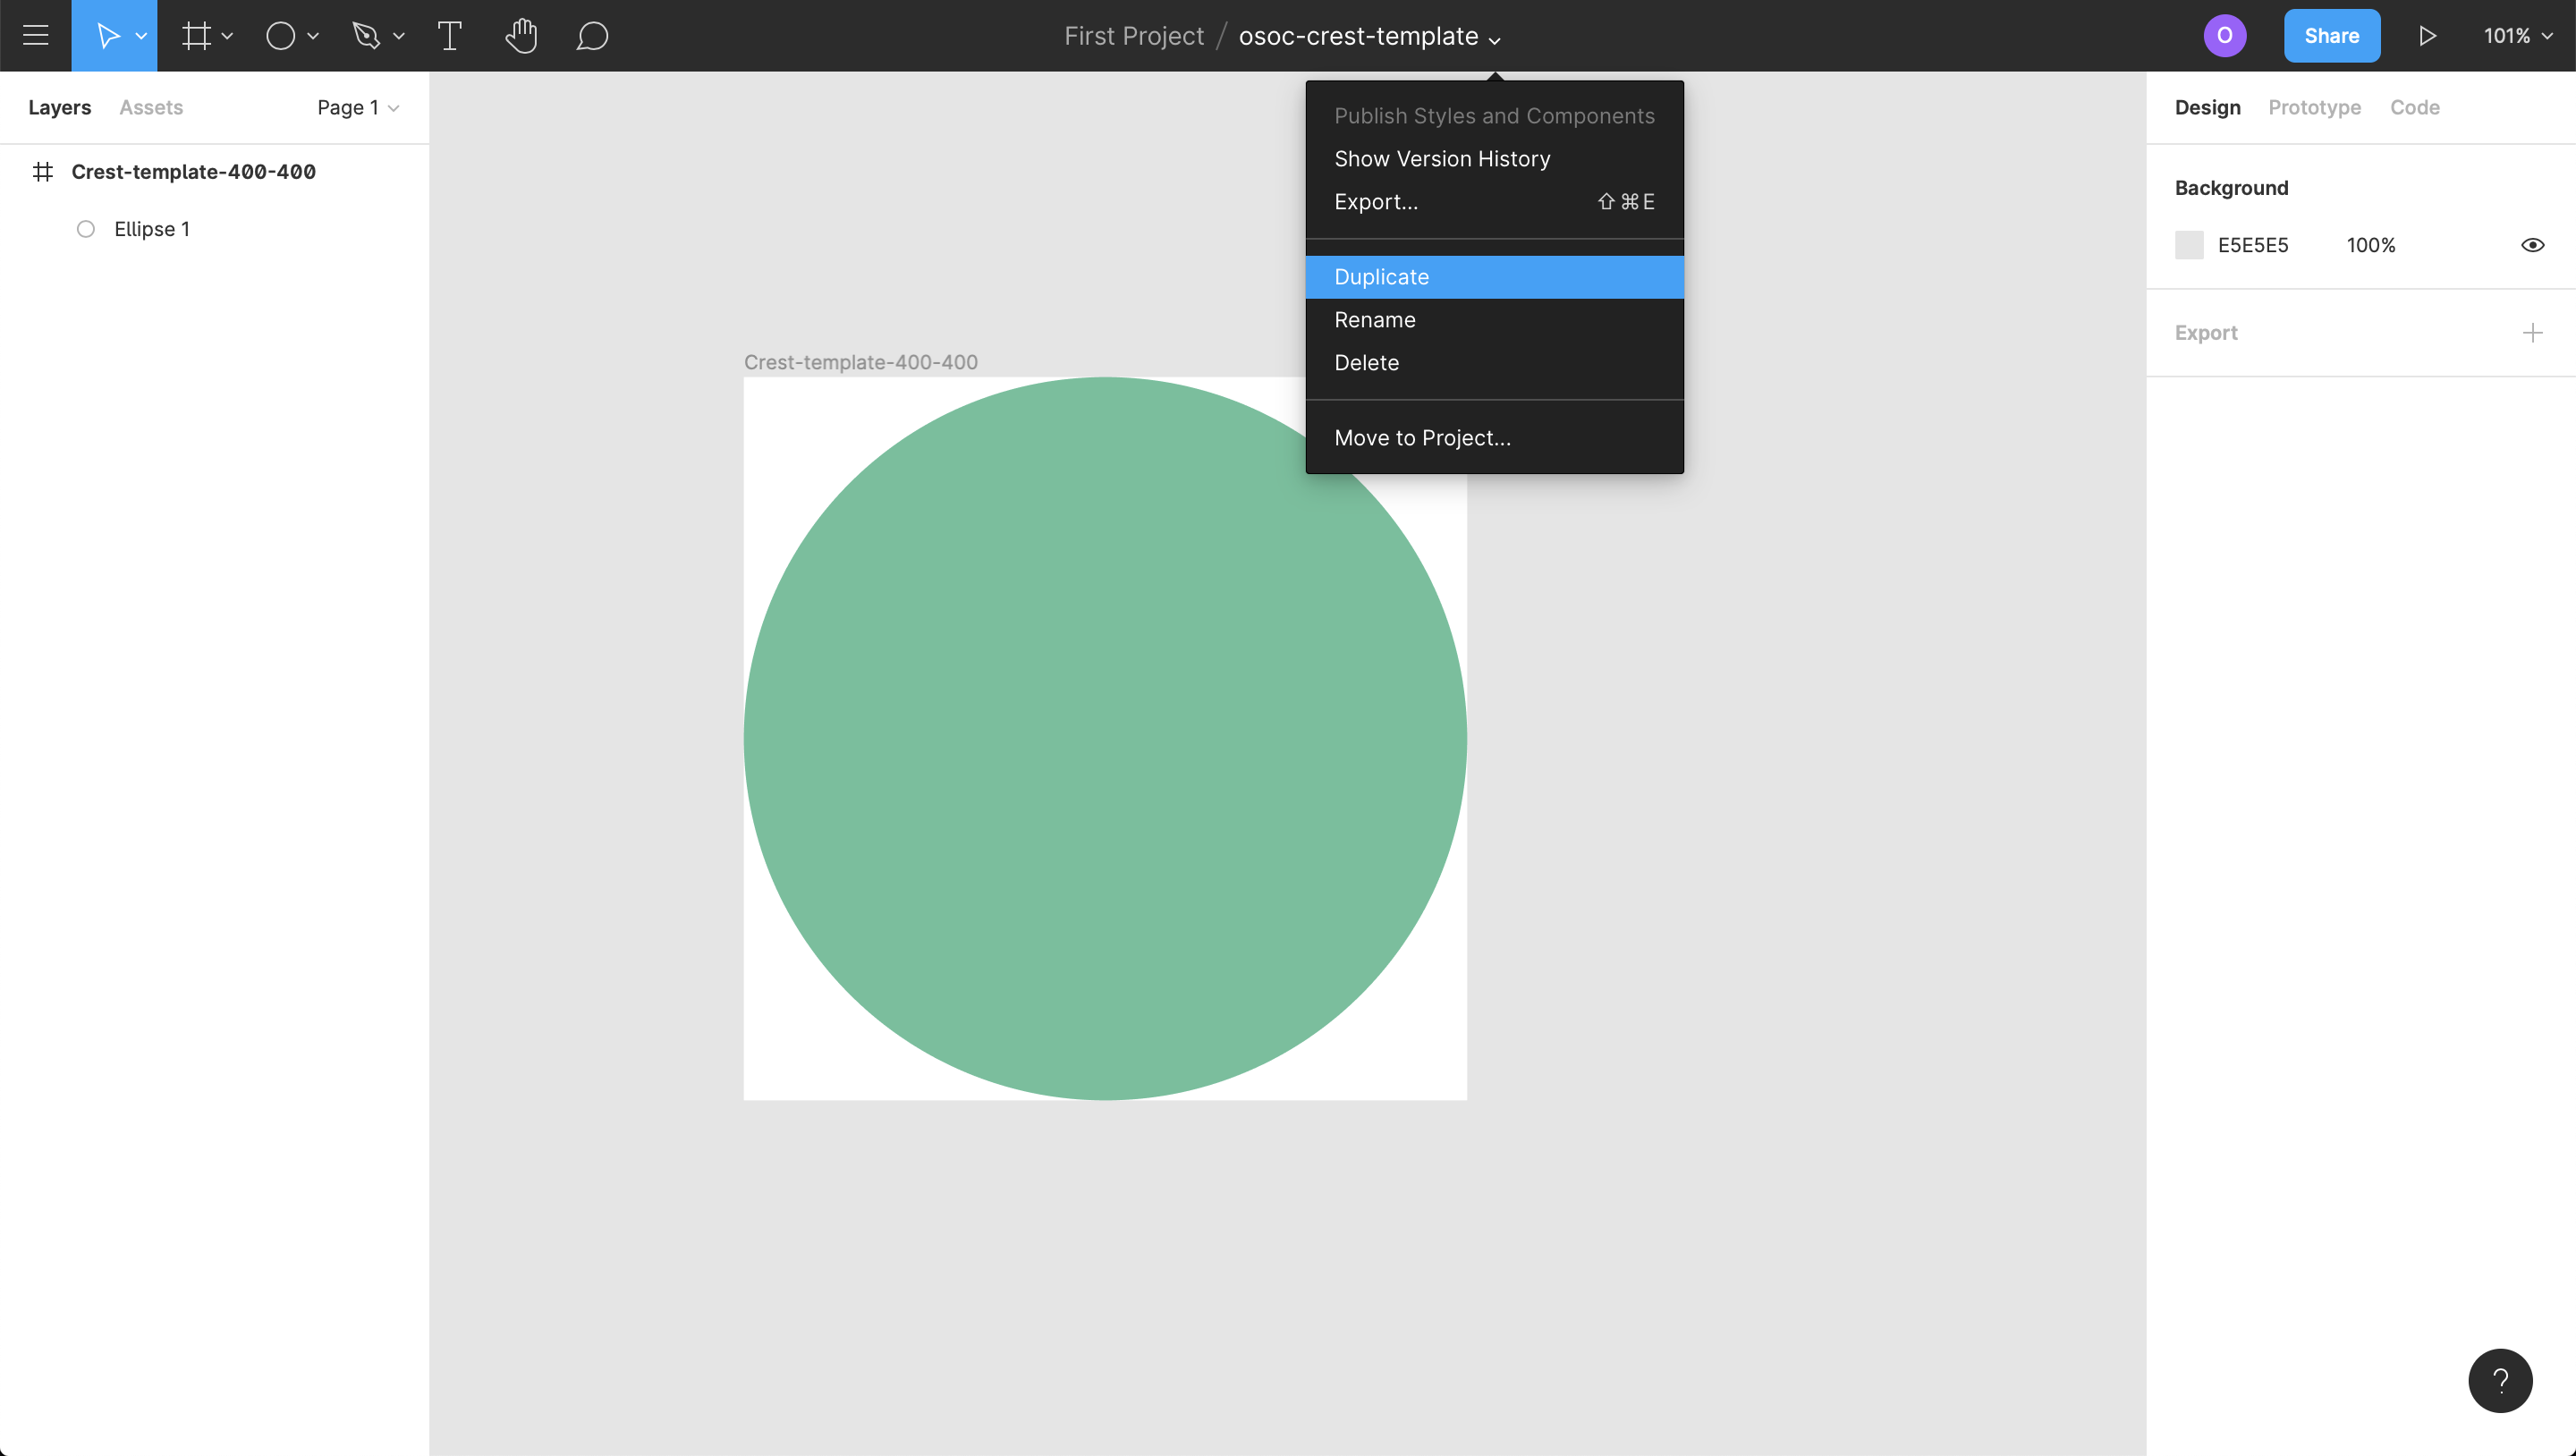 First Project / osoc-crest-template
O
Share
101%
Layers
Assets
Page 1
Crest-template-400-400
Ellipse 1
Publish Styles and Components
Show Version History
Export... ⇧⌘E
Duplicate
Rename
Delete
Move to Project...
Crest-template-400-400
Design
Prototype
Code
Background
E5E5E5 100%
Export
?